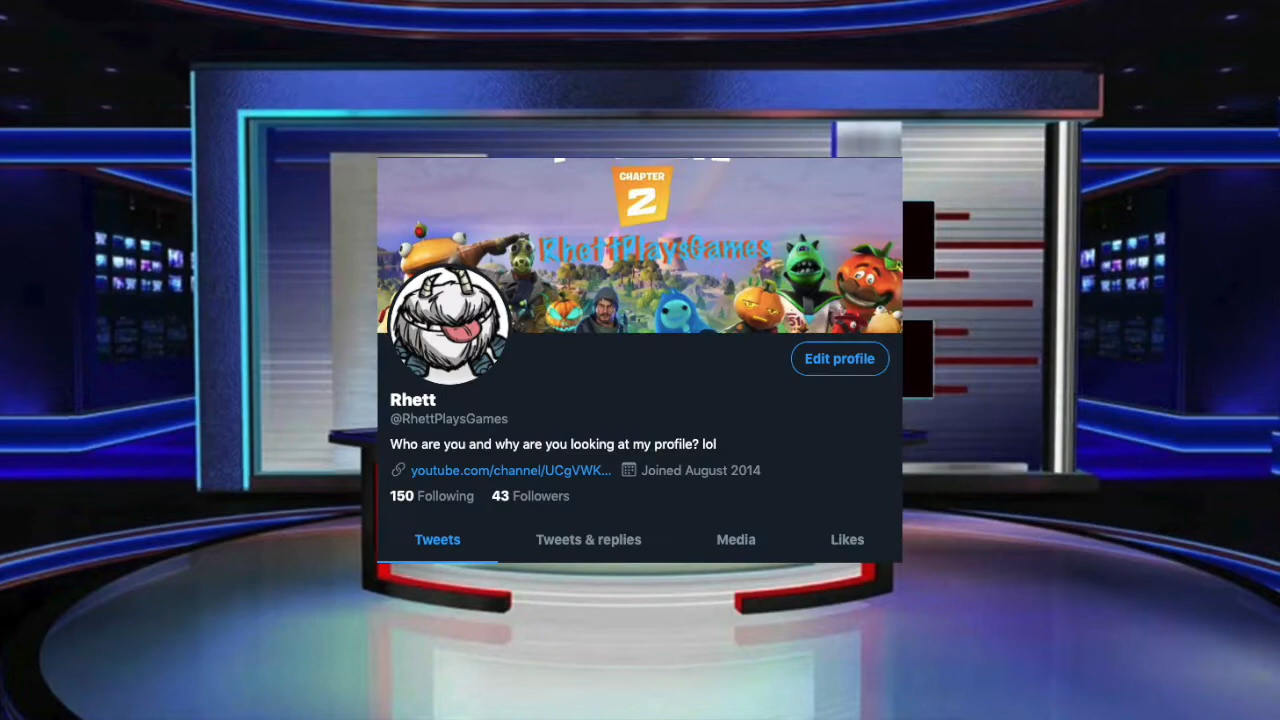 CHAPTER
2
RhettPlaysGames
51
Edit profile
Rhett
@RhettPlaysGames
Who are you and why are you looking at my profile? lol
youtube.com/channel/UCgVWK... Joined August 2014
150 Following 43 Followers
Tweets Tweets & replies Media Likes